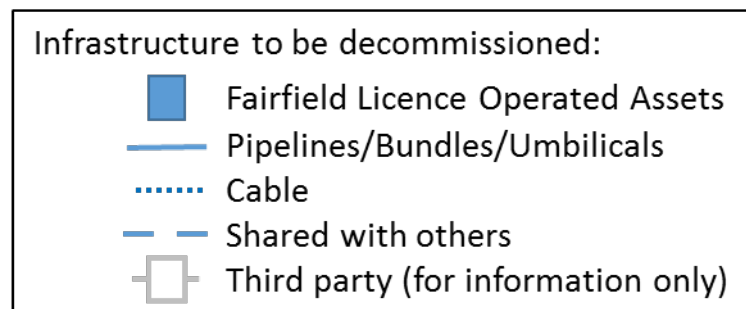 Infrastructure to be decommissioned:
Fairfield Licence Operated Assets
Pipelines/Bundles/Umbilicals
Cable
Shared with others
Third party (for information only)